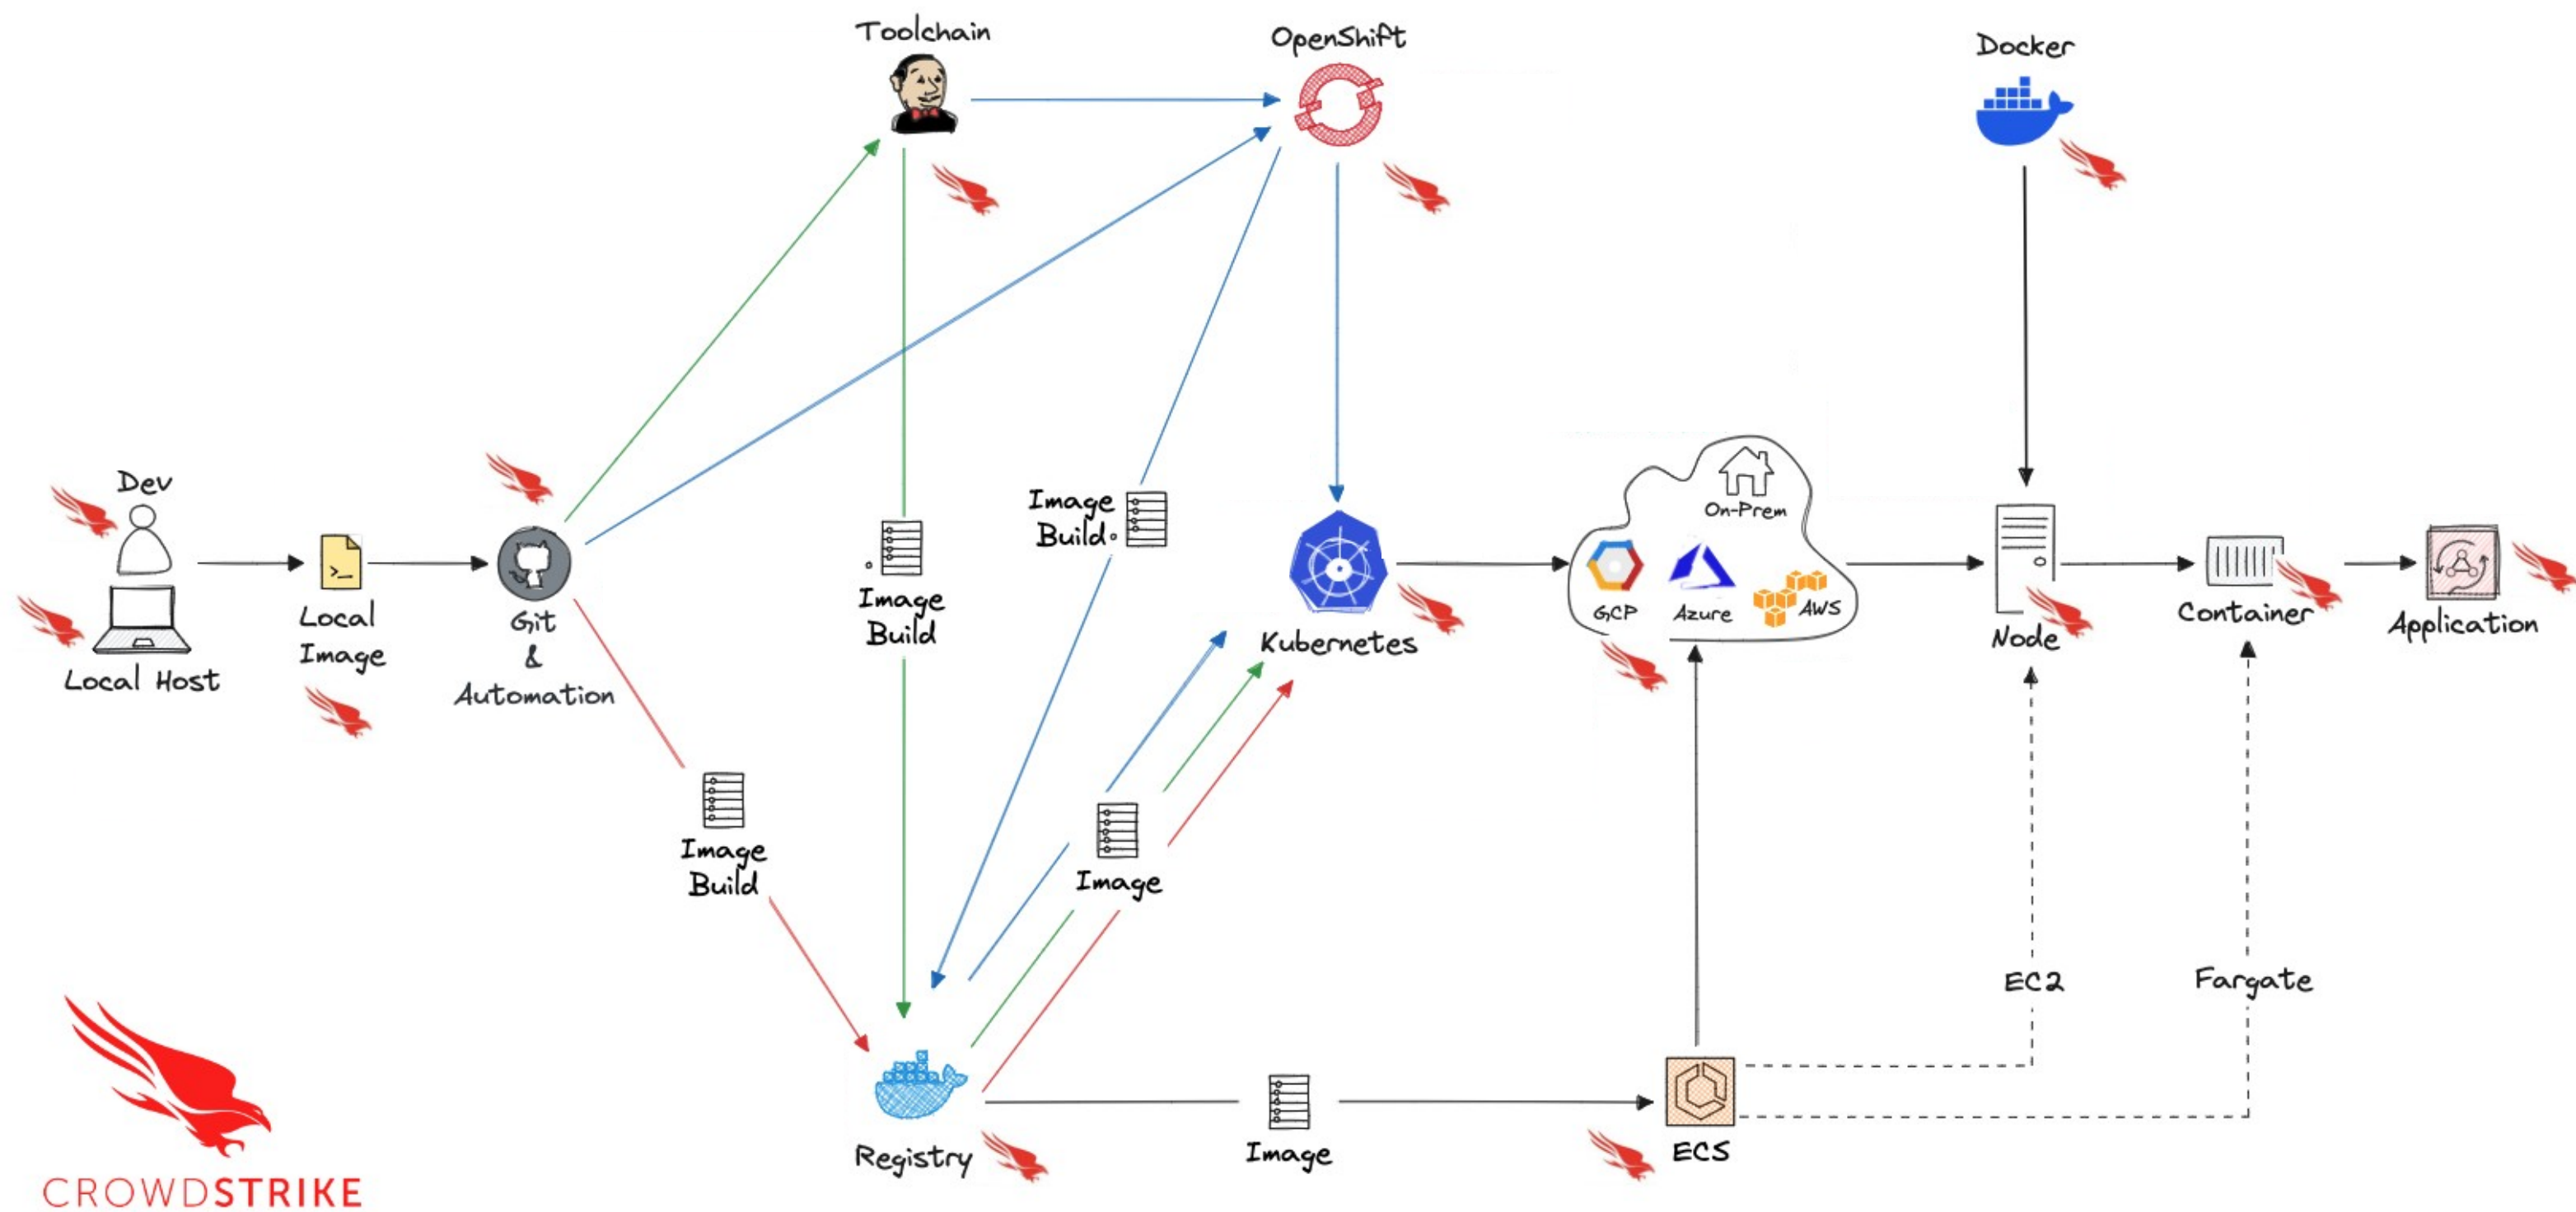 Toolchain
OpenShift
Docker
Dev
Local Host
Local
Image
Git
&
Automation
Image
Build
Image
Build
Image
Build
Image
Kubernetes
On-Prem
GCP
Azure
AWS
Node
Container
Application
EC2
Fargate
Registry
Image
ECS
CROWDSTRIKE